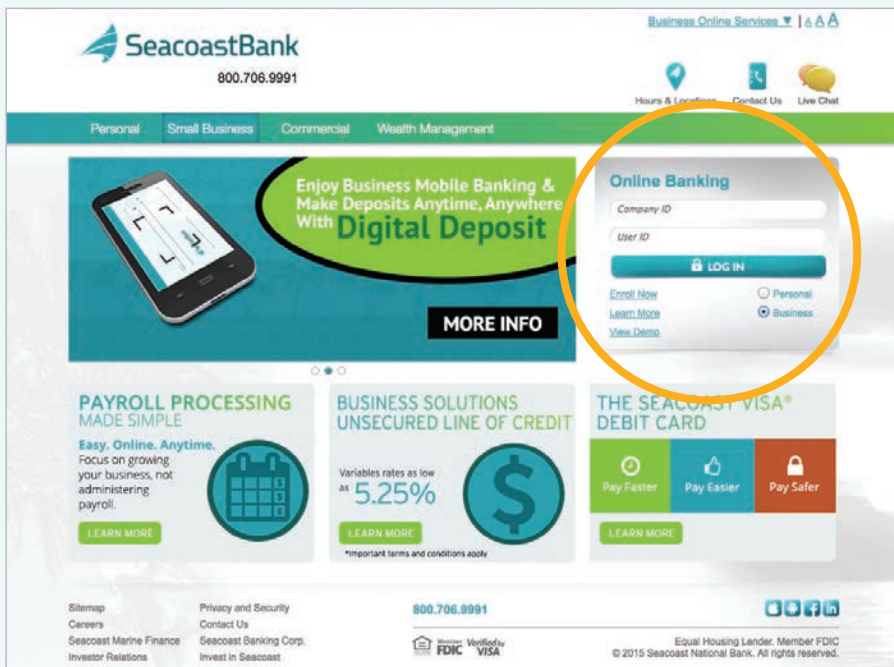 Business Online Services ▼ | A A A
SeacoastBank
800.706.9991
Hours & Locations Contact Us Live Chat
Personal Small Business Commercial Wealth Management
Enjoy Business Mobile Banking &
Make Deposits Anytime, Anywhere
With Digital Deposit
MORE INFO
Online Banking
Company ID
User ID
LOG IN
Enroll Now Personal
Learn More Business
View Demo
PAYROLL PROCESSING
MADE SIMPLE
Easy. Online. Anytime.
Focus on growing
your business, not
administering
payroll.
LEARN MORE
BUSINESS SOLUTIONS
UNSECURED LINE OF CREDIT
Variables rates as low
as 5.25%
$
LEARN MORE
*Important terms and conditions apply
THE SEACOAST VISA®
DEBIT CARD
Pay Faster Pay Easier Pay Safer
LEARN MORE
Sitemap Privacy and Security 800.706.9991
Careers Contact Us
Seacoast Marine Finance Seacoast Banking Corp.
Investor Relations Invest in Seacoast
Member FDIC Verified by VISA
Equal Housing Lender. Member FDIC
© 2015 Seacoast National Bank. All rights reserved.